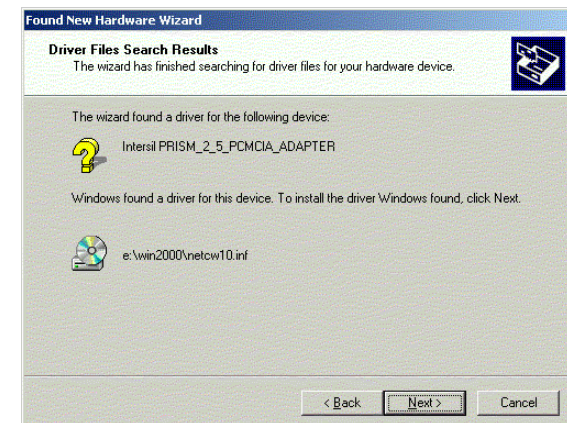 Found New Hardware Wizard
Driver Files Search Results
The wizard has finished searching for driver files for your hardware device.
The wizard found a driver for the following device:
Intersil PRISM_2_5_PCMCIA_ADAPTER
Windows found a driver for this device. To install the driver Windows found, click Next.
e:\win2000\netcw10.inf
< Back Next > Cancel